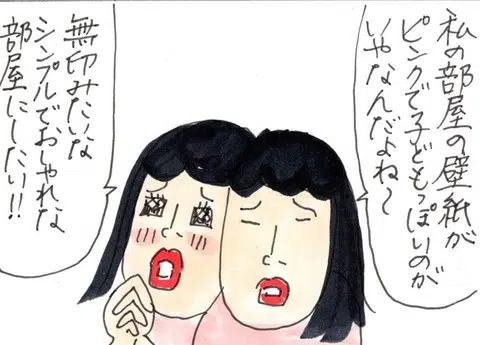 私の部屋の壁紙が
ピンクで子どもっぽいのが
いやなんだよね〜
無印みたいな
シンプルでおしゃれな
部屋にしたい!!